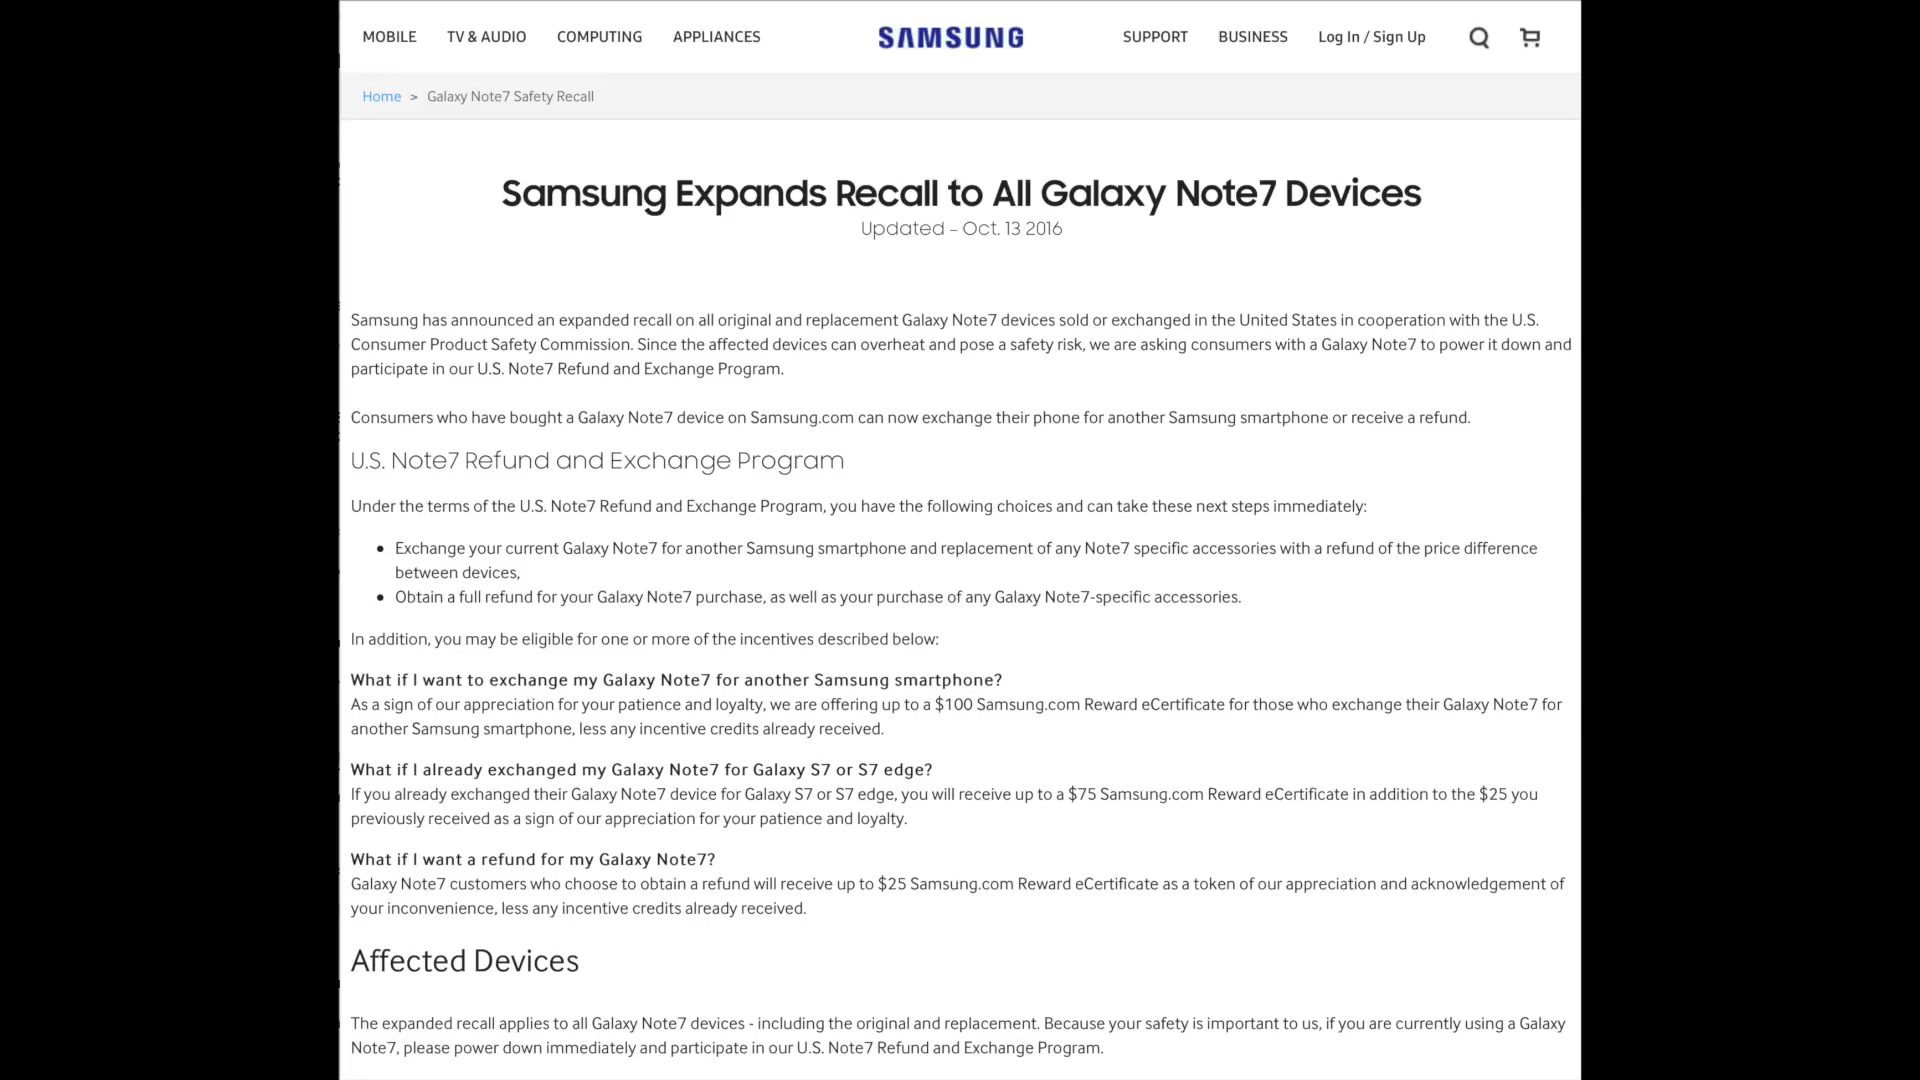 MOBILE TV & AUDIO COMPUTING APPLIANCES SAMSUNG SUPPORT BUSINESS Log In / Sign Up
Home > Galaxy Note7 Safety Recall
Samsung Expands Recall to All Galaxy Note7 Devices
Updated – Oct. 13 2016
Samsung has announced an expanded recall on all original and replacement Galaxy Note7 devices sold or exchanged in the United States in cooperation with the U.S.
Consumer Product Safety Commission. Since the affected devices can overheat and pose a safety risk, we are asking consumers with a Galaxy Note7 to power it down and
participate in our U.S. Note7 Refund and Exchange Program.
Consumers who have bought a Galaxy Note7 device on Samsung.com can now exchange their phone for another Samsung smartphone or receive a refund.
U.S. Note7 Refund and Exchange Program
Under the terms of the U.S. Note7 Refund and Exchange Program, you have the following choices and can take these next steps immediately:
• Exchange your current Galaxy Note7 for another Samsung smartphone and replacement of any Note7 specific accessories with a refund of the price difference
between devices,
• Obtain a full refund for your Galaxy Note7 purchase, as well as your purchase of any Galaxy Note7-specific accessories.
In addition, you may be eligible for one or more of the incentives described below:
What if I want to exchange my Galaxy Note7 for another Samsung smartphone?
As a sign of our appreciation for your patience and loyalty, we are offering up to a $100 Samsung.com Reward eCertificate for those who exchange their Galaxy Note7 for
another Samsung smartphone, less any incentive credits already received.
What if I already exchanged my Galaxy Note7 for Galaxy S7 or S7 edge?
If you already exchanged their Galaxy Note7 device for Galaxy S7 or S7 edge, you will receive up to a $75 Samsung.com Reward eCertificate in addition to the $25 you
previously received as a sign of our appreciation for your patience and loyalty.
What if I want a refund for my Galaxy Note7?
Galaxy Note7 customers who choose to obtain a refund will receive up to $25 Samsung.com Reward eCertificate as a token of our appreciation and acknowledgement of
your inconvenience, less any incentive credits already received.
Affected Devices
The expanded recall applies to all Galaxy Note7 devices - including the original and replacement. Because your safety is important to us, if you are currently using a Galaxy
Note7, please power down immediately and participate in our U.S. Note7 Refund and Exchange Program.